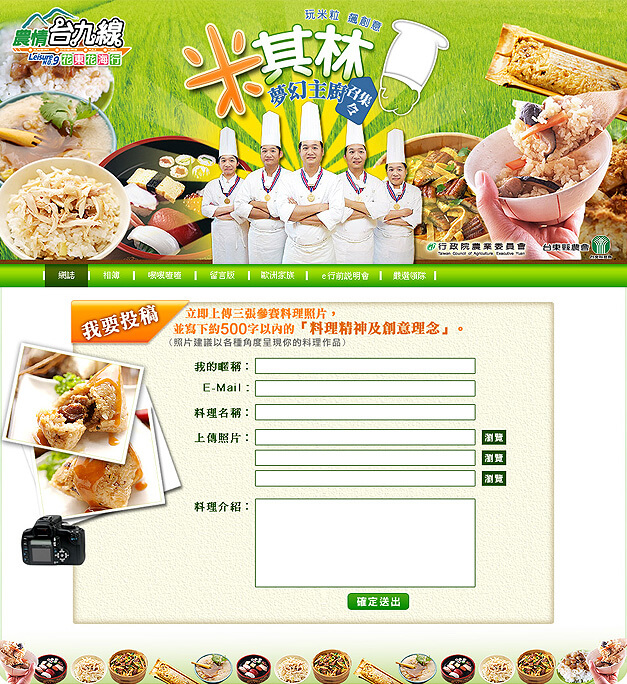 農情台九線
Leisure No.9 花東花海行
玩米粒 飆創意
米其林
夢幻主廚召集令
行政院農業委員會
Taiwan Council of Agriculture Executive Yuan
台東縣農會
網誌 相簿 留言版 歐洲家族 e行前說明會 嚴選領隊
我要投稿
立即上傳三張參賽料理照片，
並寫下約500字以內的「料理精神及創意理念」。
（照片建議以各種角度呈現你的料理作品）
我的暱稱：
E-Mail：
料理名稱：
上傳照片： 瀏覽
瀏覽
瀏覽
料理介紹：
確定送出